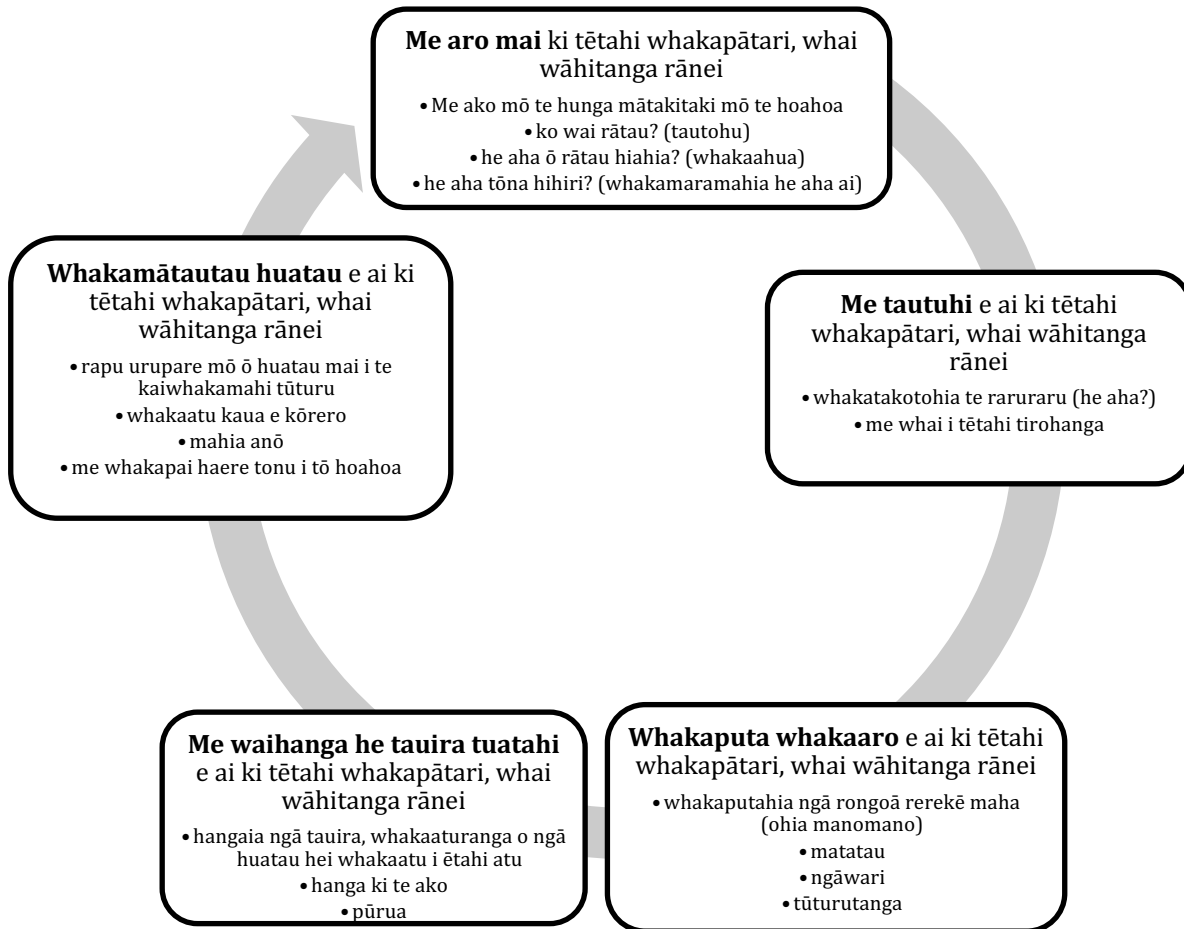 Me aro mai ki tētahi whakapātari, whai
wāhitanga rānei
• Me ako mō te hunga mātakitaki mō te hoahoa
• ko wai rātau? (tautohu)
• he aha ō rātau hiahia? (whakaahua)
• he aha tōna hihiri? (whakamaramahia he aha ai)
Me tautuhi e ai ki tētahi
whakapātari, whai wāhitanga
rānei
• whakatakotohia te raruraru (he aha?)
• me whai i tētahi tirohanga
Whakaputa whakaaro e ai ki tētahi
whakapātari, whai wāhitanga rānei
• whakaputahia ngā rongoā rerekē maha
(ohia manomano)
• matatau
• ngāwari
• tūturutanga
Me waihanga he tauira tuatahi
e ai ki tētahi whakapātari, whai
wāhitanga rānei
• hangaia ngā tauira, whakaaturanga o ngā
huatau hei whakaatu i ētahi atu
• hanga ki te ako
• pūrua
Whakamātautau huatau e ai ki
tētahi whakapātari, whai
wāhitanga rānei
• rapu urupare mō ō huatau mai i te
kaiwhakamahi tūturu
• whakaatu kaua e kōrero
• mahia anō
• me whakapai haere tonu i tō hoahoa